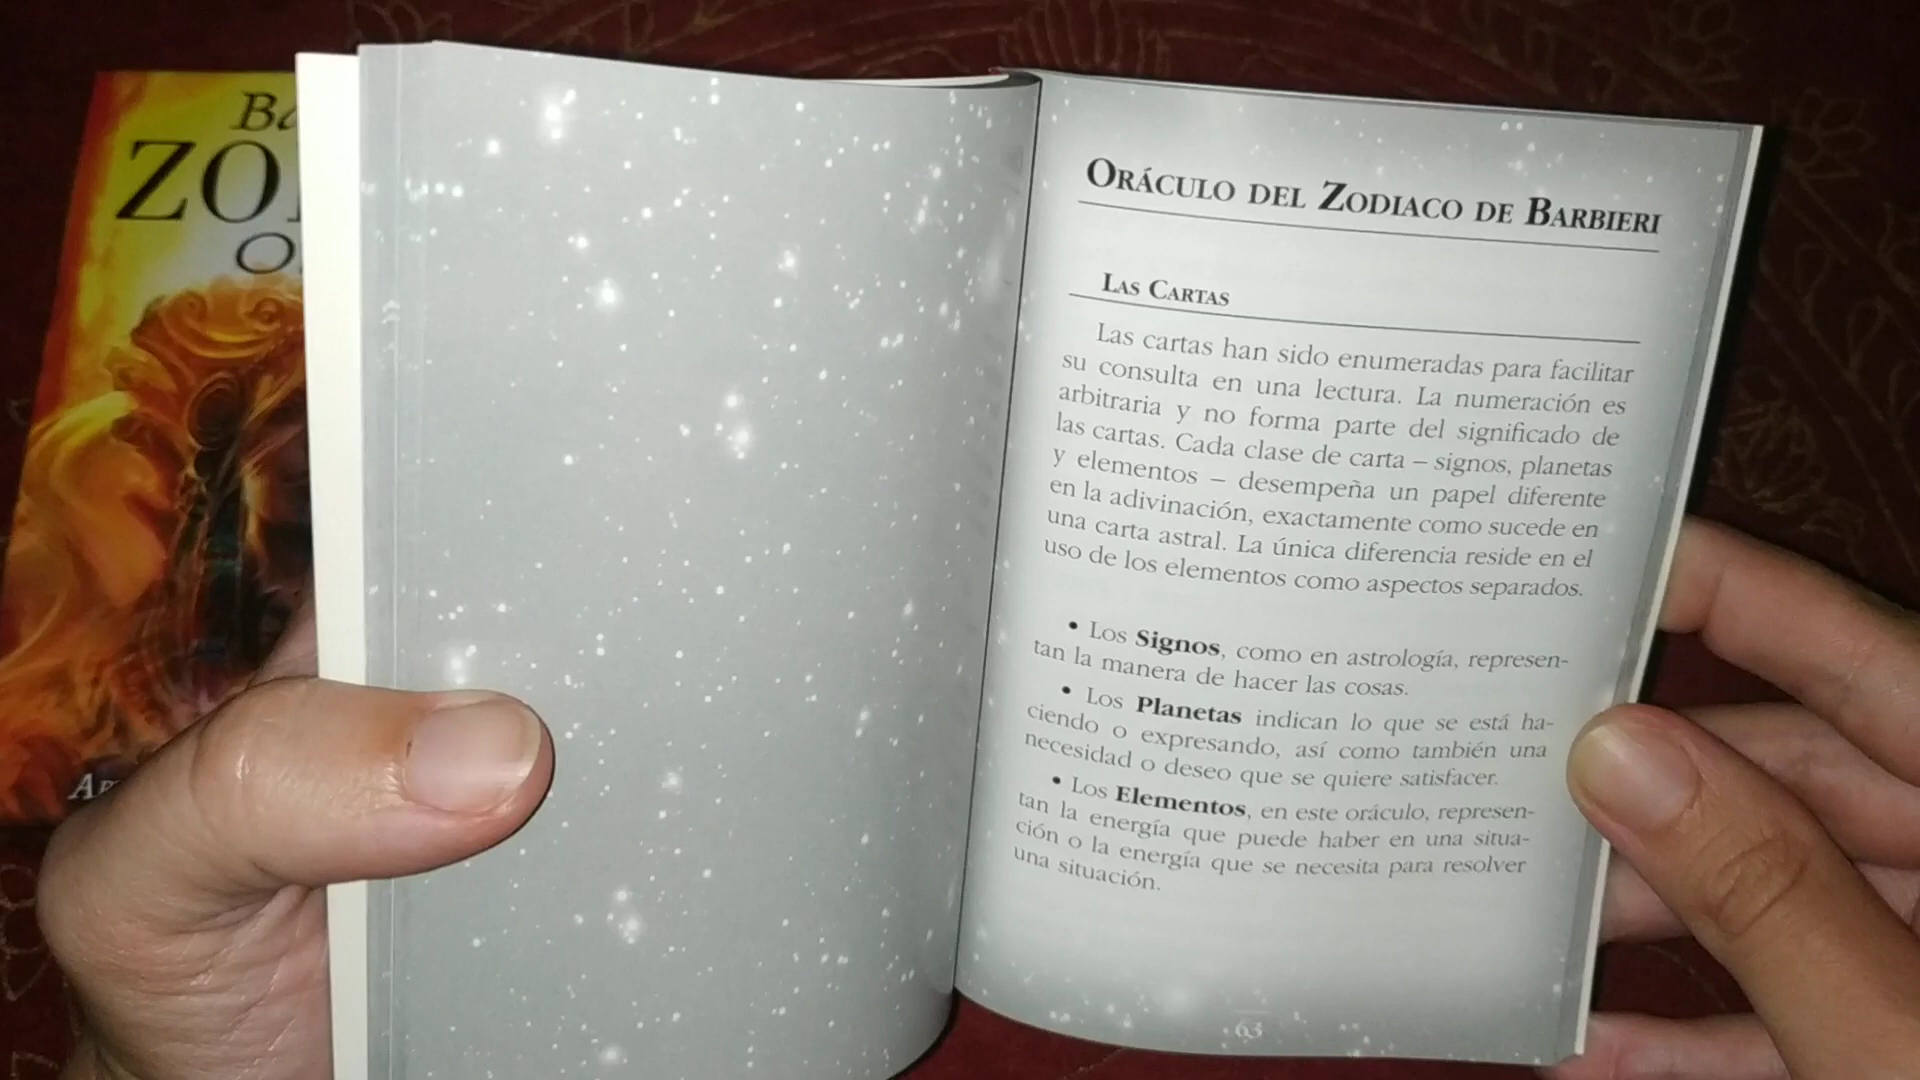 ORÁCULO DEL ZODIACO DE BARBIERI
LAS CARTAS
Las cartas han sido enumeradas para facilitar
su consulta en una lectura. La numeración es
arbitraria y no forma parte del significado de
las cartas. Cada clase de carta – signos, planetas
y elementos – desempeña un papel diferente
en la adivinación, exactamente como sucede en
una carta astral. La única diferencia reside en el
uso de los elementos como aspectos separados.
• Los Signos, como en astrología, represen-
tan la manera de hacer las cosas.
• Los Planetas indican lo que se está ha-
ciendo o expresando, así como también una
necesidad o deseo que se quiere satisfacer.
• Los Elementos, en este oráculo, represen-
tan la energía que puede haber en una situa-
ción o la energía que se necesita para resolver
una situación.
63